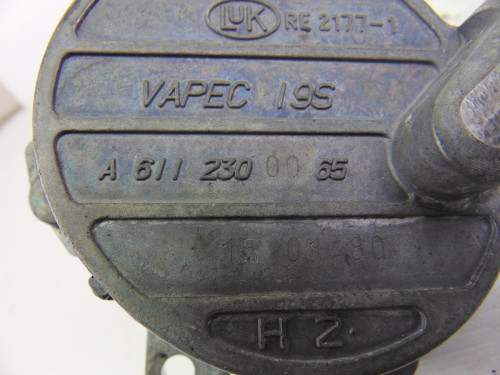 LUK RE 2177-1
VAPEC 19S
A 611 230 00 65
H 2.